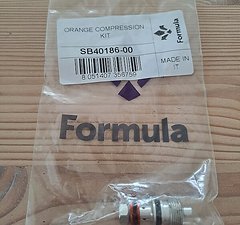 ORANGE COMPRESSION
KIT
SB40186-00
8 051407 356759
Formula
MADE IN
IT
Formula